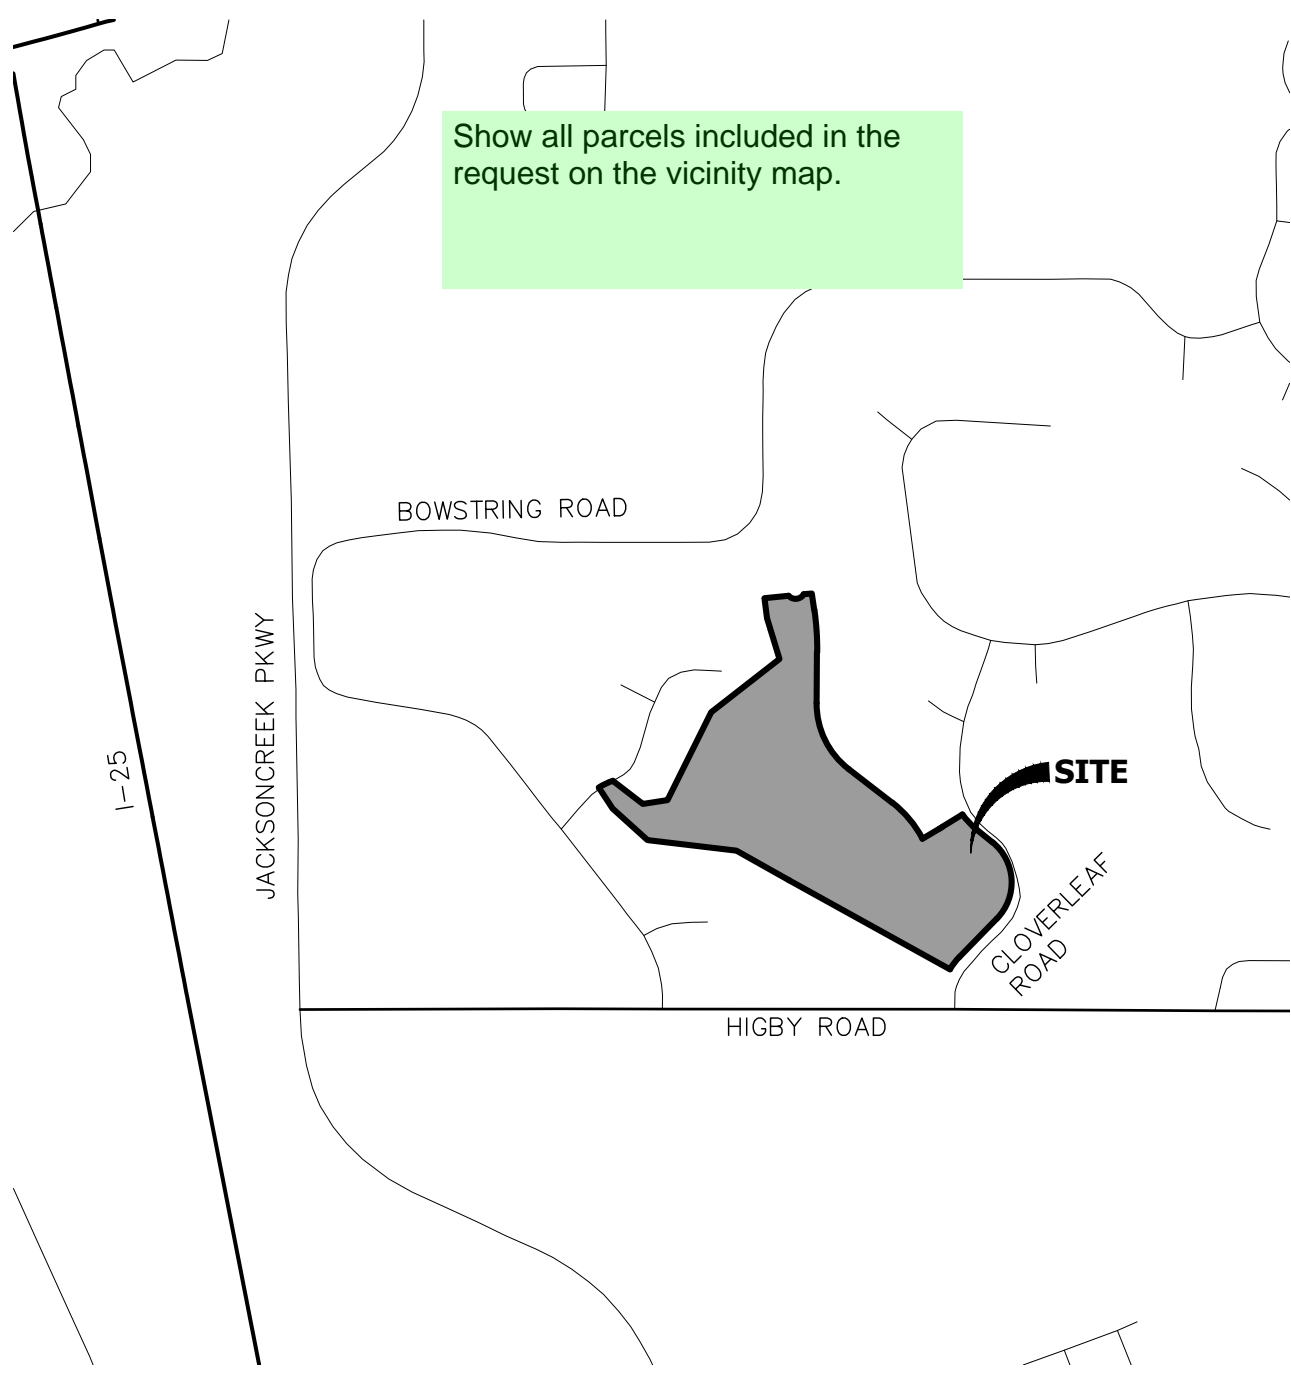 Show all parcels included in the
request on the vicinity map.
BOWSTRING ROAD
JACKSONCREEK PKWY
I-25
SITE
CLOVERLEAF
ROAD
HIGBY ROAD